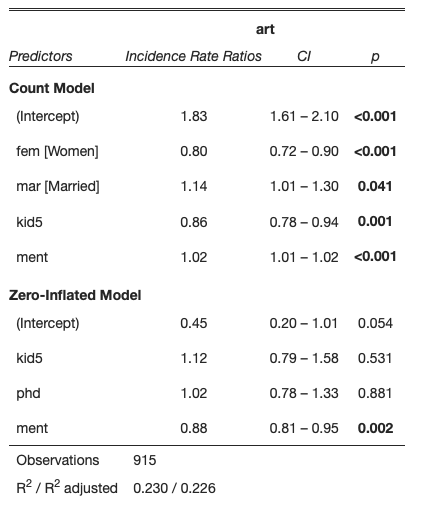 art
Predictors Incidence Rate Ratios CI p
Count Model
(Intercept) 1.83 1.61 – 2.10 <0.001
fem [Women] 0.80 0.72 – 0.90 <0.001
mar [Married] 1.14 1.01 – 1.30 0.041
kid5 0.86 0.78 – 0.94 0.001
ment 1.02 1.01 – 1.02 <0.001
Zero-Inflated Model
(Intercept) 0.45 0.20 – 1.01 0.054
kid5 1.12 0.79 – 1.58 0.531
phd 1.02 0.78 – 1.33 0.881
ment 0.88 0.81 – 0.95 0.002
Observations 915
R² / R² adjusted 0.230 / 0.226